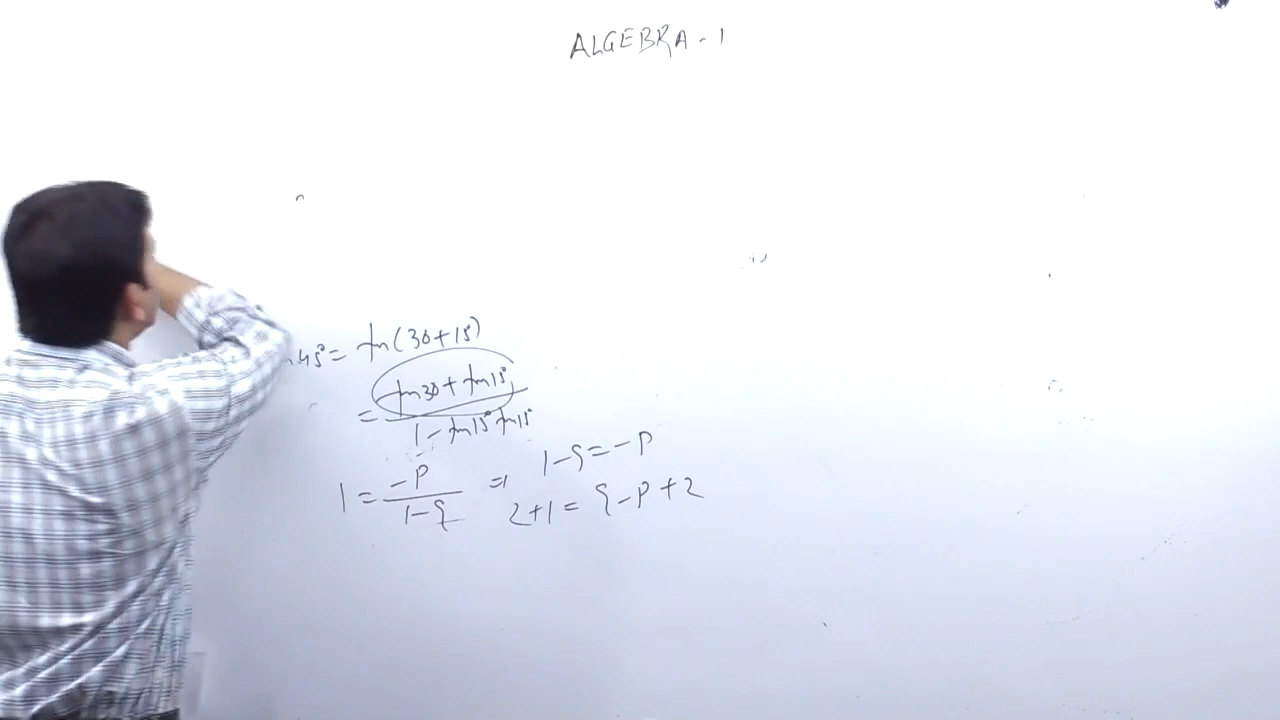 ALGEBRA - 1
45° = tan(30+15°)
= tan30 + tan15°
1 - tan15° tan15°
1 = -p / 1-q ⇒ 1-q = -p
2+1 = q-p+2